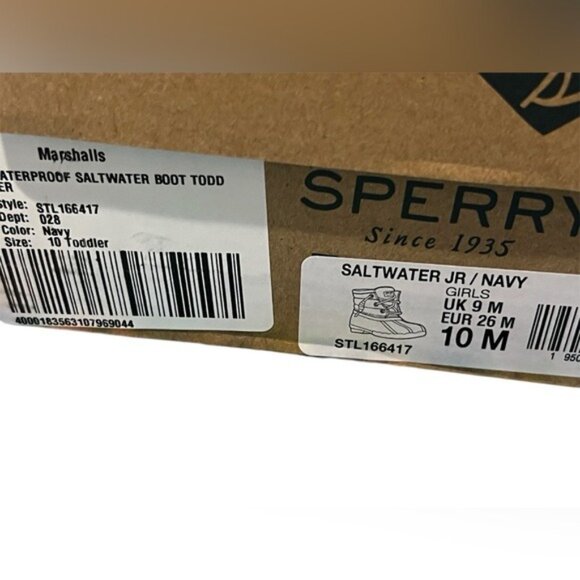 Marshalls
ATERPROOF SALTWATER BOOT TODD
ER
Style: STL166417
Dept: 028
Color: Navy
Size: 10 Toddler
4000183563107969044
SPERRY
Since 1935
SALTWATER JR / NAVY
GIRLS
UK 9 M
EUR 26 M
10 M
STL166417
1 950